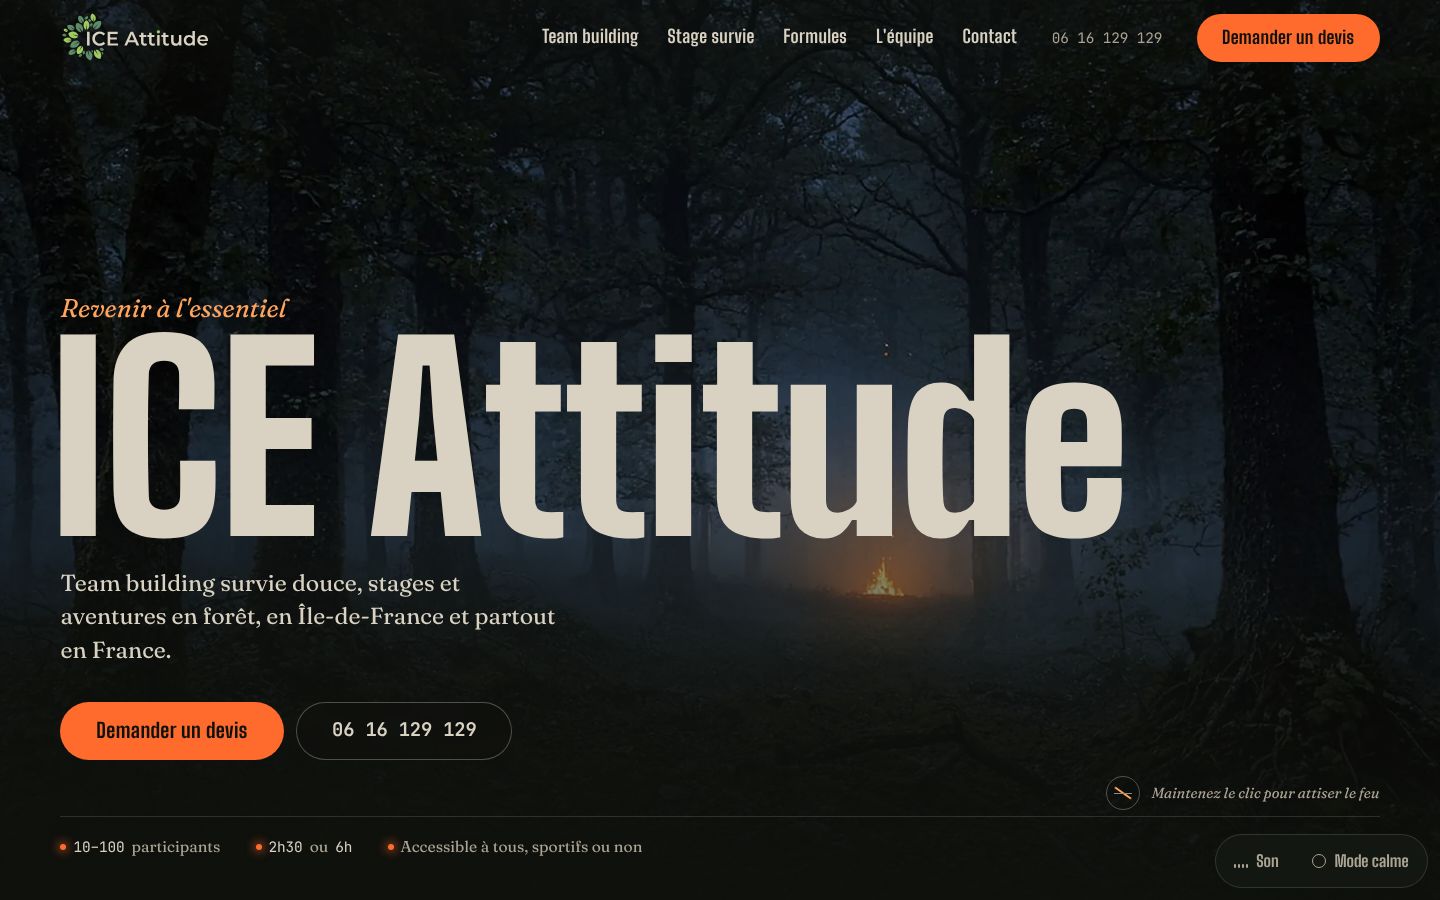 ICE Attitude
Team building Stage survie Formules L'équipe Contact 06 16 129 129 Demander un devis
Revenir à l'essentiel
ICE Attitude
Team building survie douce, stages et
aventures en forêt, en Île-de-France et partout
en France.
Demander un devis 06 16 129 129
Maintenez le clic pour attiser le feu
10–100 participants 2h30 ou 6h Accessible à tous, sportifs ou non
Son Mode calme